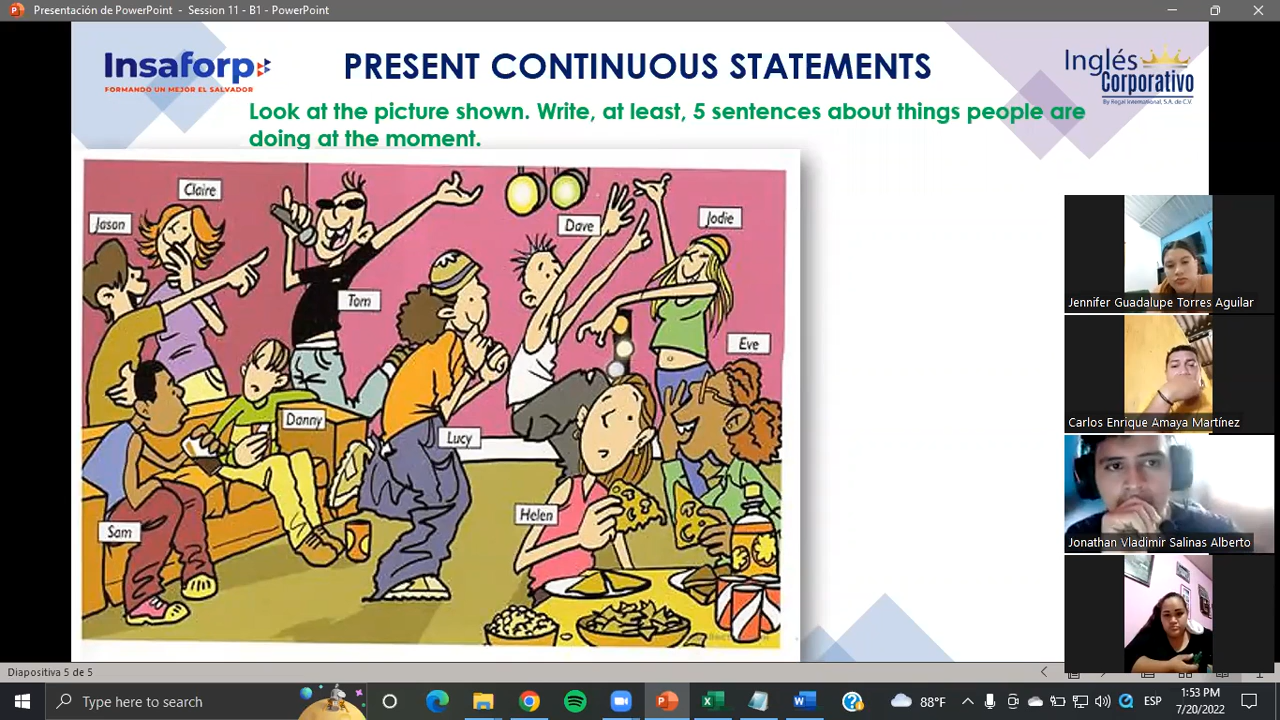 Presentación de PowerPoint - Session 11 - B1 - PowerPoint
Insaforp
FORMANDO UN MEJOR EL SALVADOR
PRESENT CONTINUOUS STATEMENTS
Inglés
Corporativo
By Regal International, S.A. de C.V.
Look at the picture shown. Write, at least, 5 sentences about things people are
doing at the moment.
Claire
Jason
Dave
Jodie
Tom
Eve
Danny
Lucy
Helen
Sam
Jennifer Guadalupe Torres Aguilar
Carlos Enrique Amaya Martínez
Jonathan Vladimir Salinas Alberto
Diapositiva 5 de 5
Type here to search
88°F
ESP
1:53 PM
7/20/2022